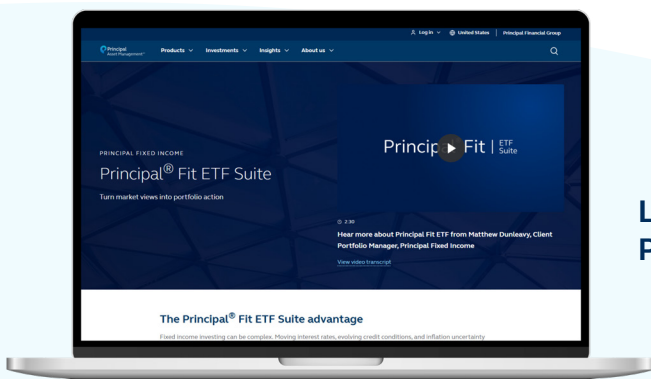 Log in
United States
Principal Financial Group
Principal
Asset Management
Products
Investments
Insights
About us
PRINCIPAL FIXED INCOME
Principal® Fit ETF Suite
Turn market views into portfolio action
Fit | ETF
Suite
2:30
Hear more about Principal Fit ETF from Matthew Dunleavy, Client
Portfolio Manager, Principal Fixed Income
View video transcript
The Principal® Fit ETF Suite advantage
Fixed income investing can be complex. Moving interest rates, evolving credit conditions, and inflation uncertainty
L
P